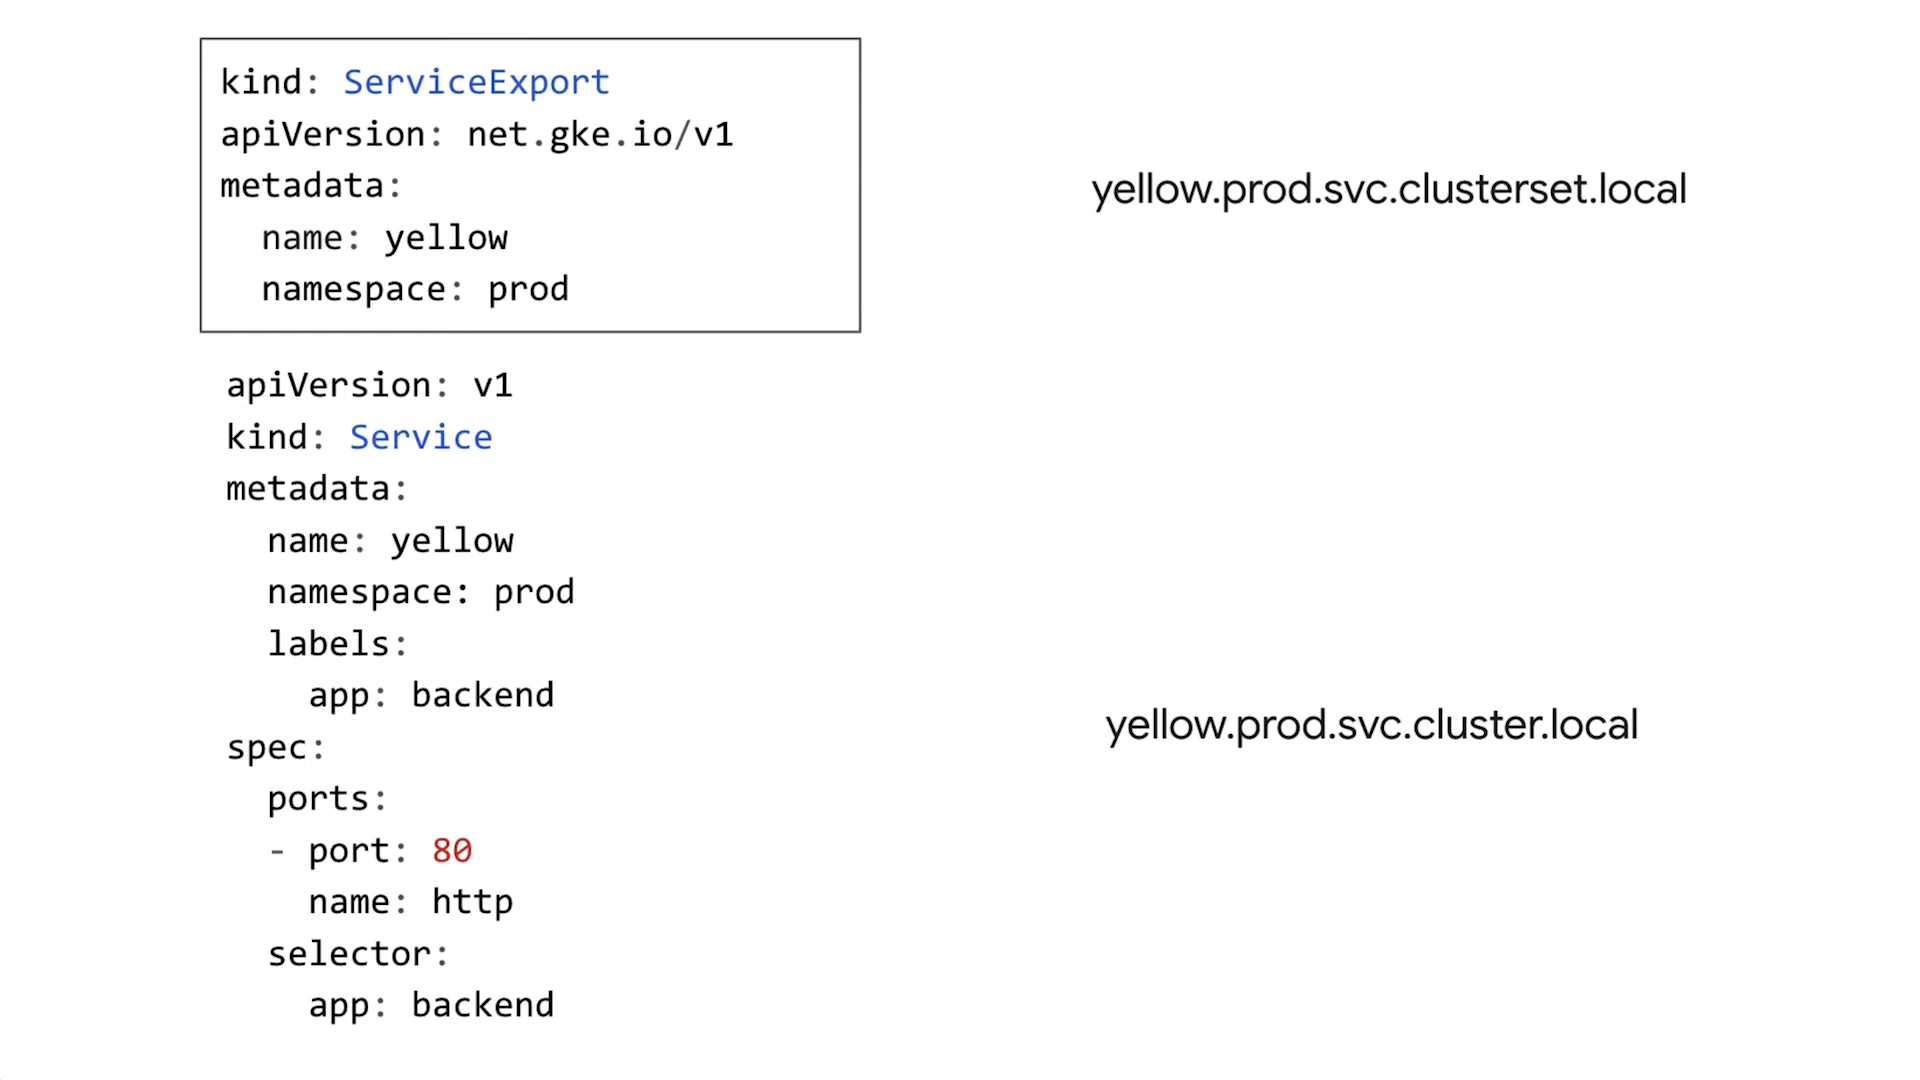 kind: ServiceExport
apiVersion: net.gke.io/v1
metadata:
  name: yellow
  namespace: prod
yellow.prod.svc.clusterset.local
apiVersion: v1
kind: Service
metadata:
  name: yellow
  namespace: prod
  labels:
    app: backend
spec:
  ports:
  - port: 80
    name: http
  selector:
    app: backend
yellow.prod.svc.cluster.local